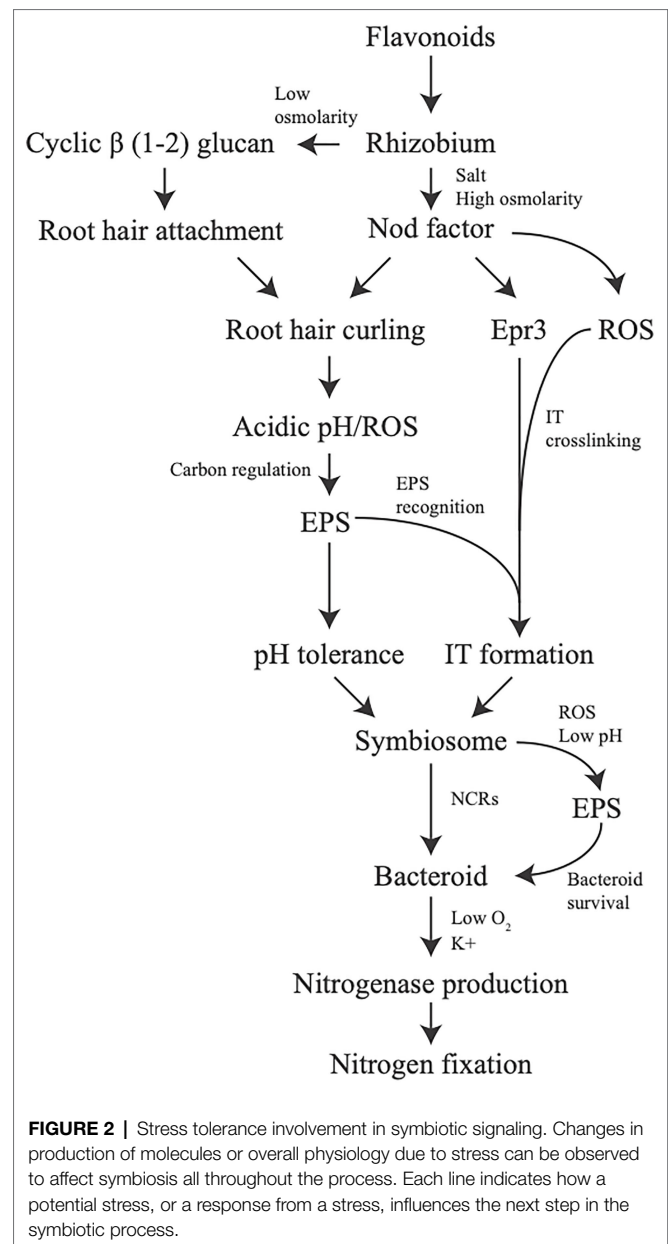 Flavonoids
Low
osmolarity
Cyclic β (1-2) glucan
Rhizobium
Salt
High osmolarity
Root hair attachment
Nod factor
Root hair curling
Epr3
ROS
IT
crosslinking
Acidic pH/ROS
Carbon regulation
EPS
recognition
EPS
pH tolerance
IT formation
ROS
Low pH
Symbiosome
NCRs
EPS
Bacteroid
Bacteroid
survival
Low O₂
K+
Nitrogenase production
Nitrogen fixation
FIGURE 2 | Stress tolerance involvement in symbiotic signaling. Changes in
production of molecules or overall physiology due to stress can be observed
to affect symbiosis all throughout the process. Each line indicates how a
potential stress, or a response from a stress, influences the next step in the
symbiotic process.